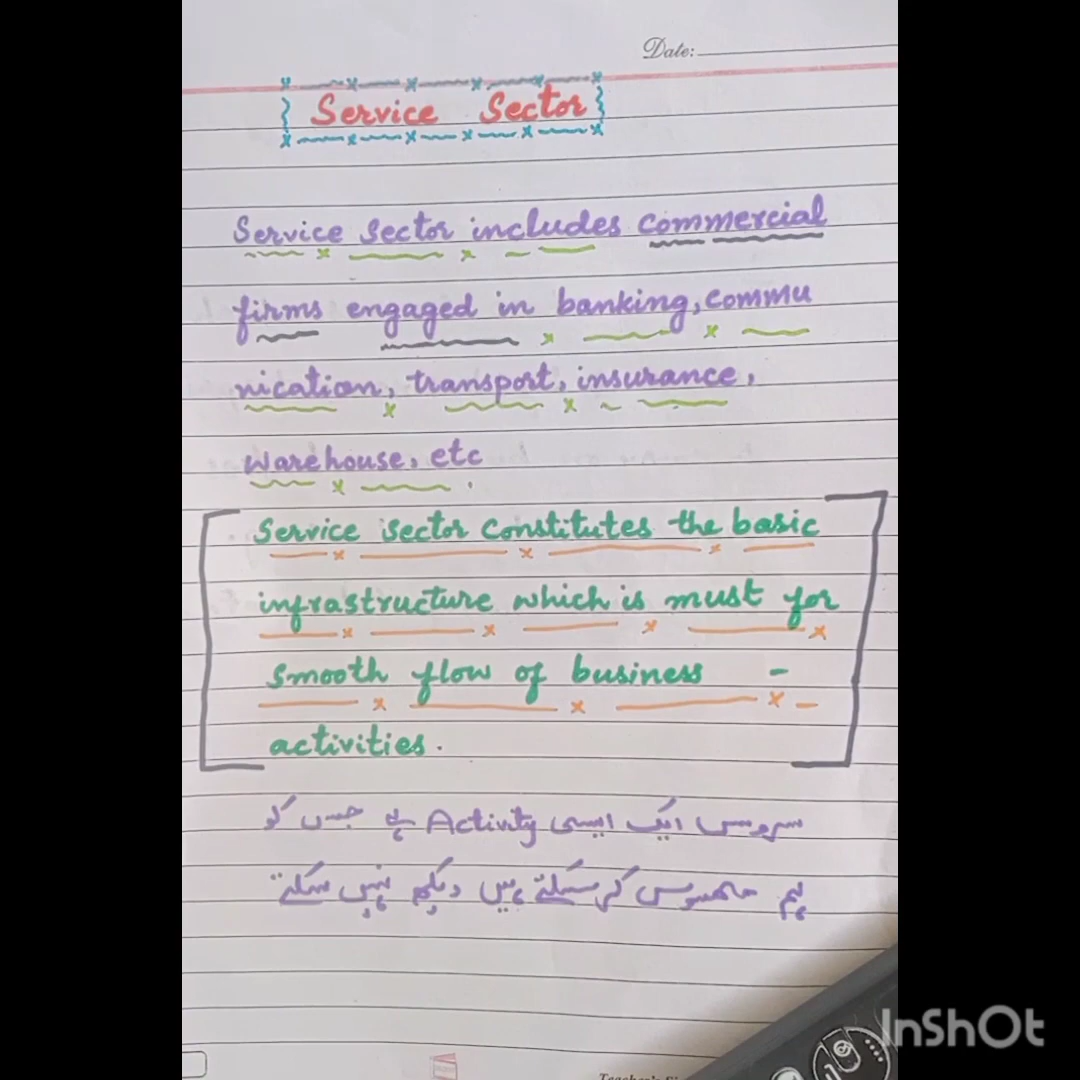 Date:
Service Sector
Service sector includes commercial
firms engaged in banking, commu
nication, transport, insurance,
warehouse, etc
Service sector constitutes the basic
infrastructure which is must for
smooth flow of business -
activities.
سروس ایک ایسی Activity ہے جس کو
ہم محسوس کر سکتے ہیں دیکھ نہیں سکتے
InShOt